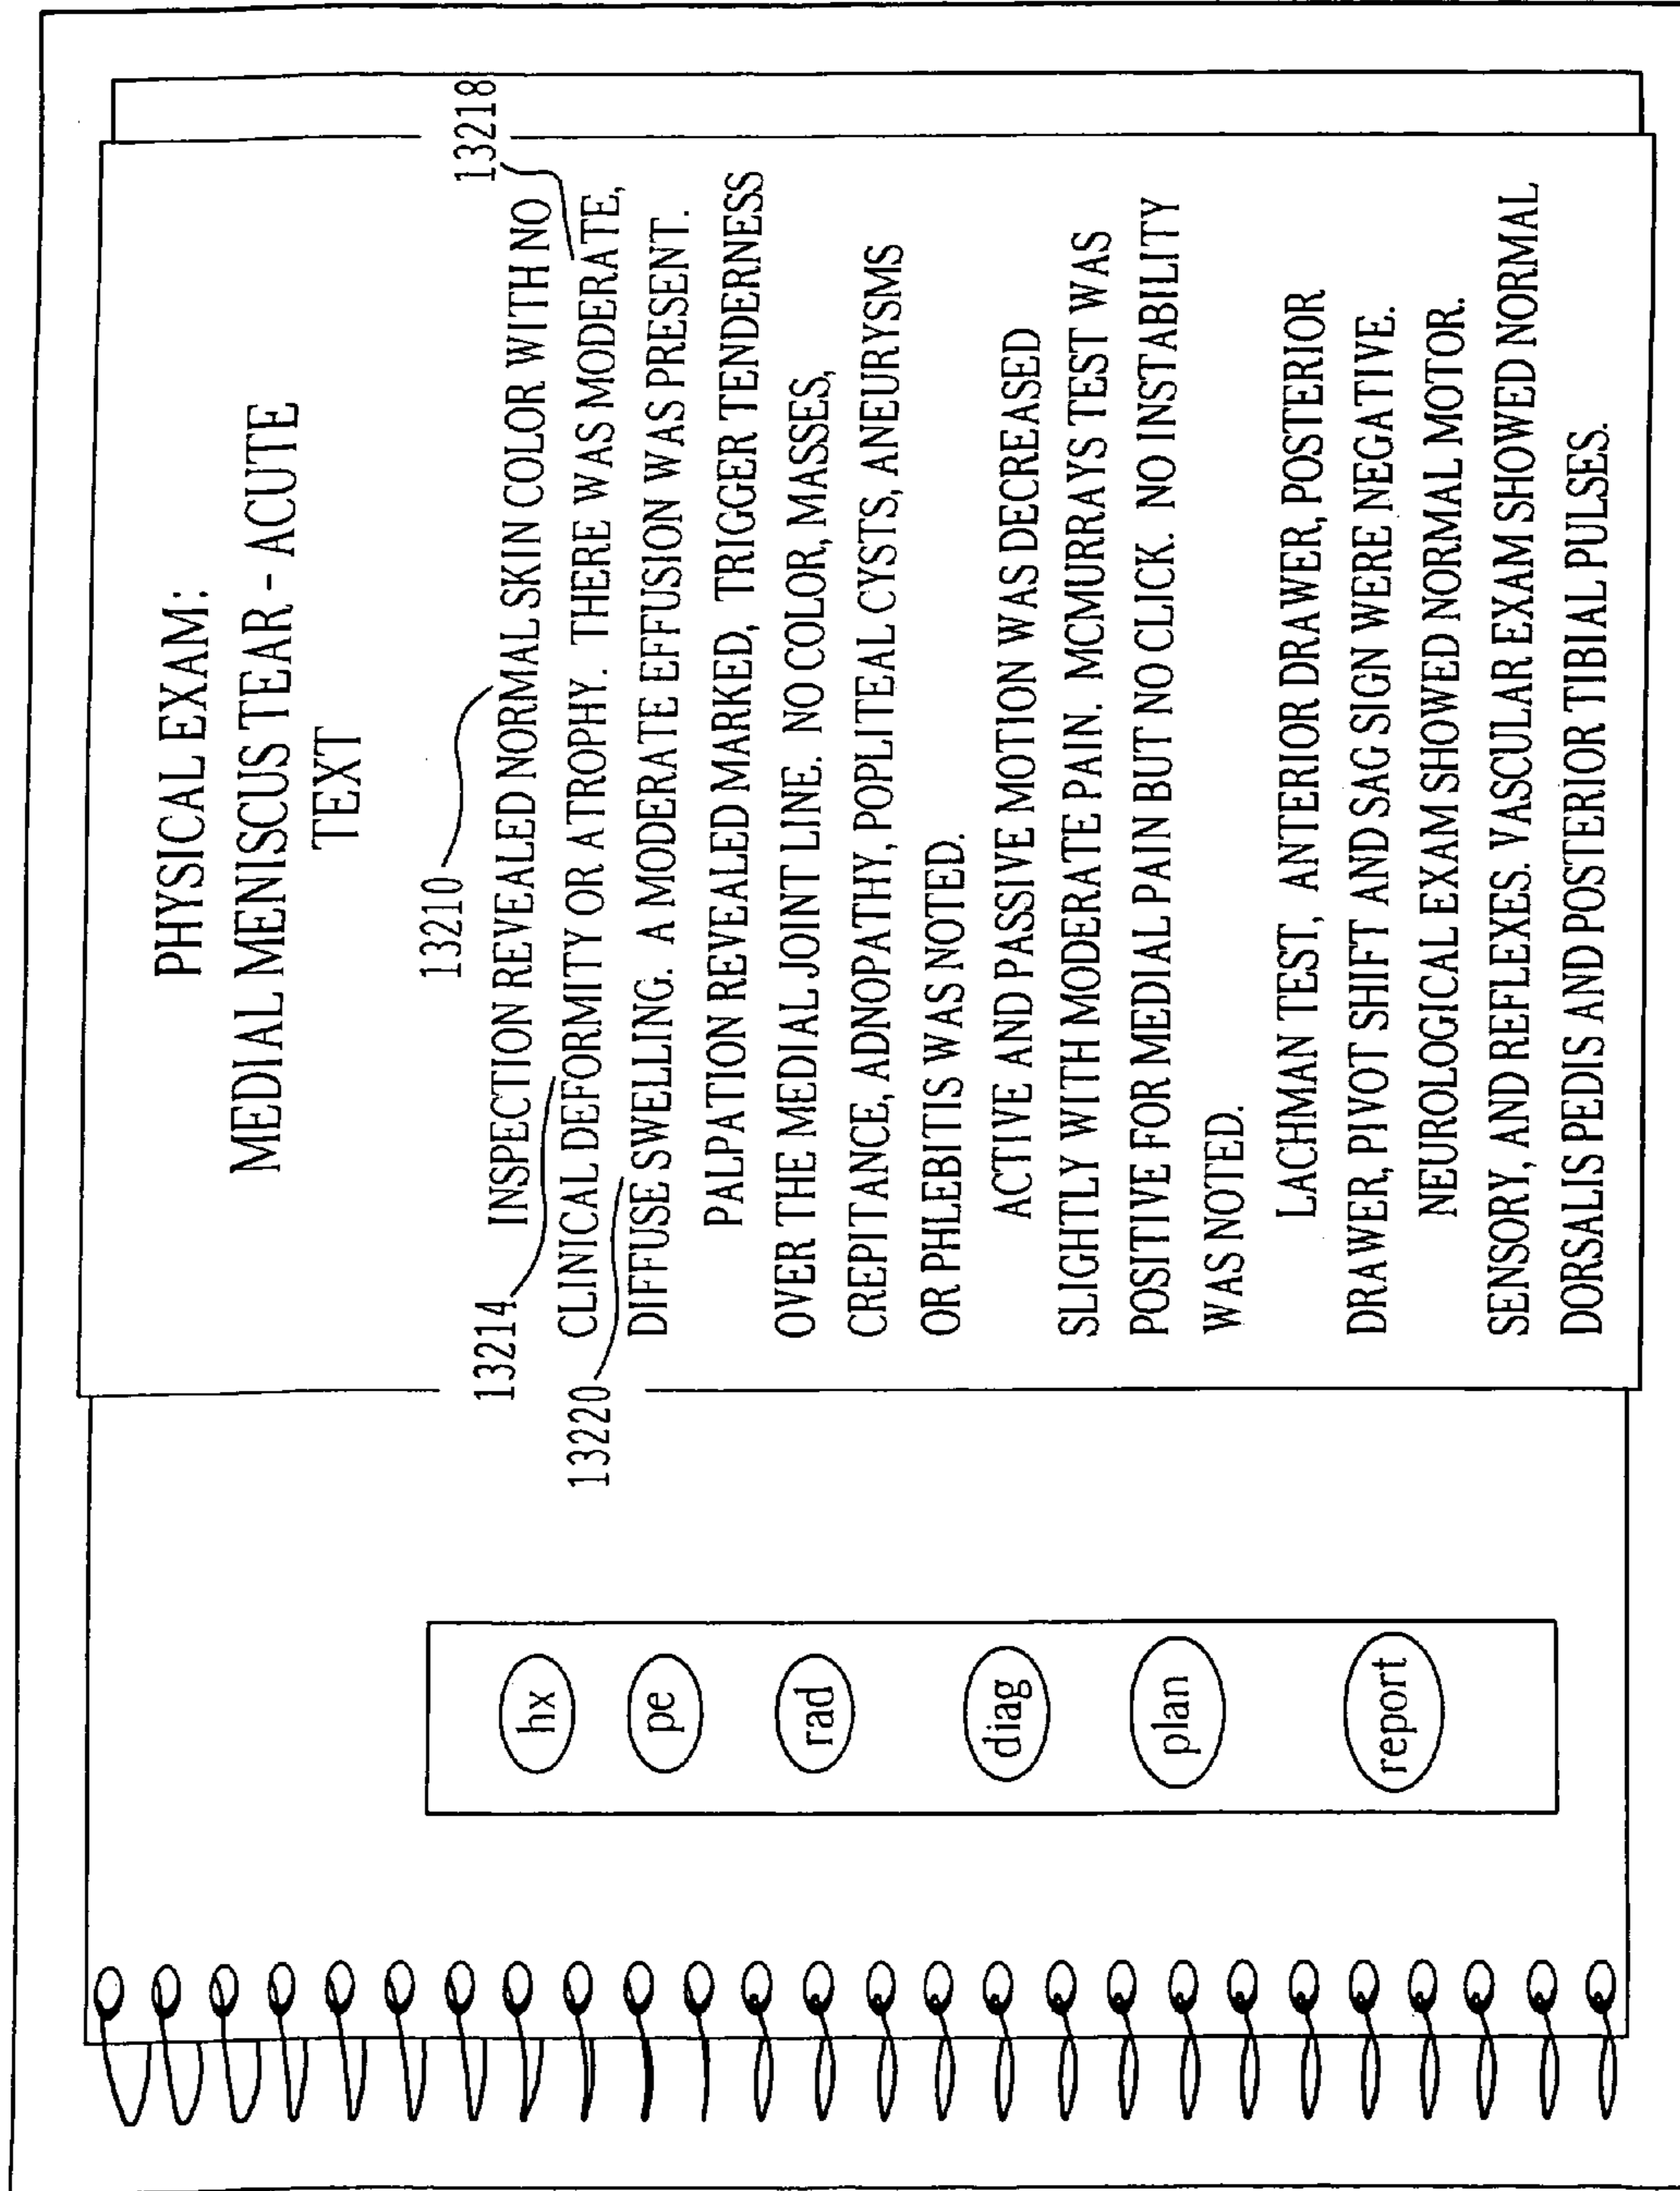 PHYSICAL EXAM:
MEDIAL MENISCUS TEAR - ACUTE
TEXT
13210
13218
13214
13220
INSPECTION REVEALED NORMAL SKIN COLOR WITH NO
CLINICAL DEFORMITY OR ATROPHY. THERE WAS MODERATE,
DIFFUSE SWELLING. A MODERATE EFFUSION WAS PRESENT.
PALPATION REVEALED MARKED, TRIGGER TENDERNESS
OVER THE MEDIAL JOINT LINE. NO COLOR, MASSES,
CREPITANCE, ADNOPATHY, POPLITEAL CYSTS, ANEURYSMS
OR PHLEBITIS WAS NOTED.
ACTIVE AND PASSIVE MOTION WAS DECREASED
SLIGHTLY WITH MODERATE PAIN. MCMURRAYS TEST WAS
POSITIVE FOR MEDIAL PAIN BUT NO CLICK. NO INSTABILITY
WAS NOTED.
LACHMAN TEST, ANTERIOR DRAWER, POSTERIOR
DRAWER, PIVOT SHIFT AND SAG SIGN WERE NEGATIVE.
NEUROLOGICAL EXAM SHOWED NORMAL MOTOR.
SENSORY, AND REFLEXES. VASCULAR EXAM SHOWED NORMAL
DORSALIS PEDIS AND POSTERIOR TIBIAL PULSES.
hx
pe
rad
diag
plan
report